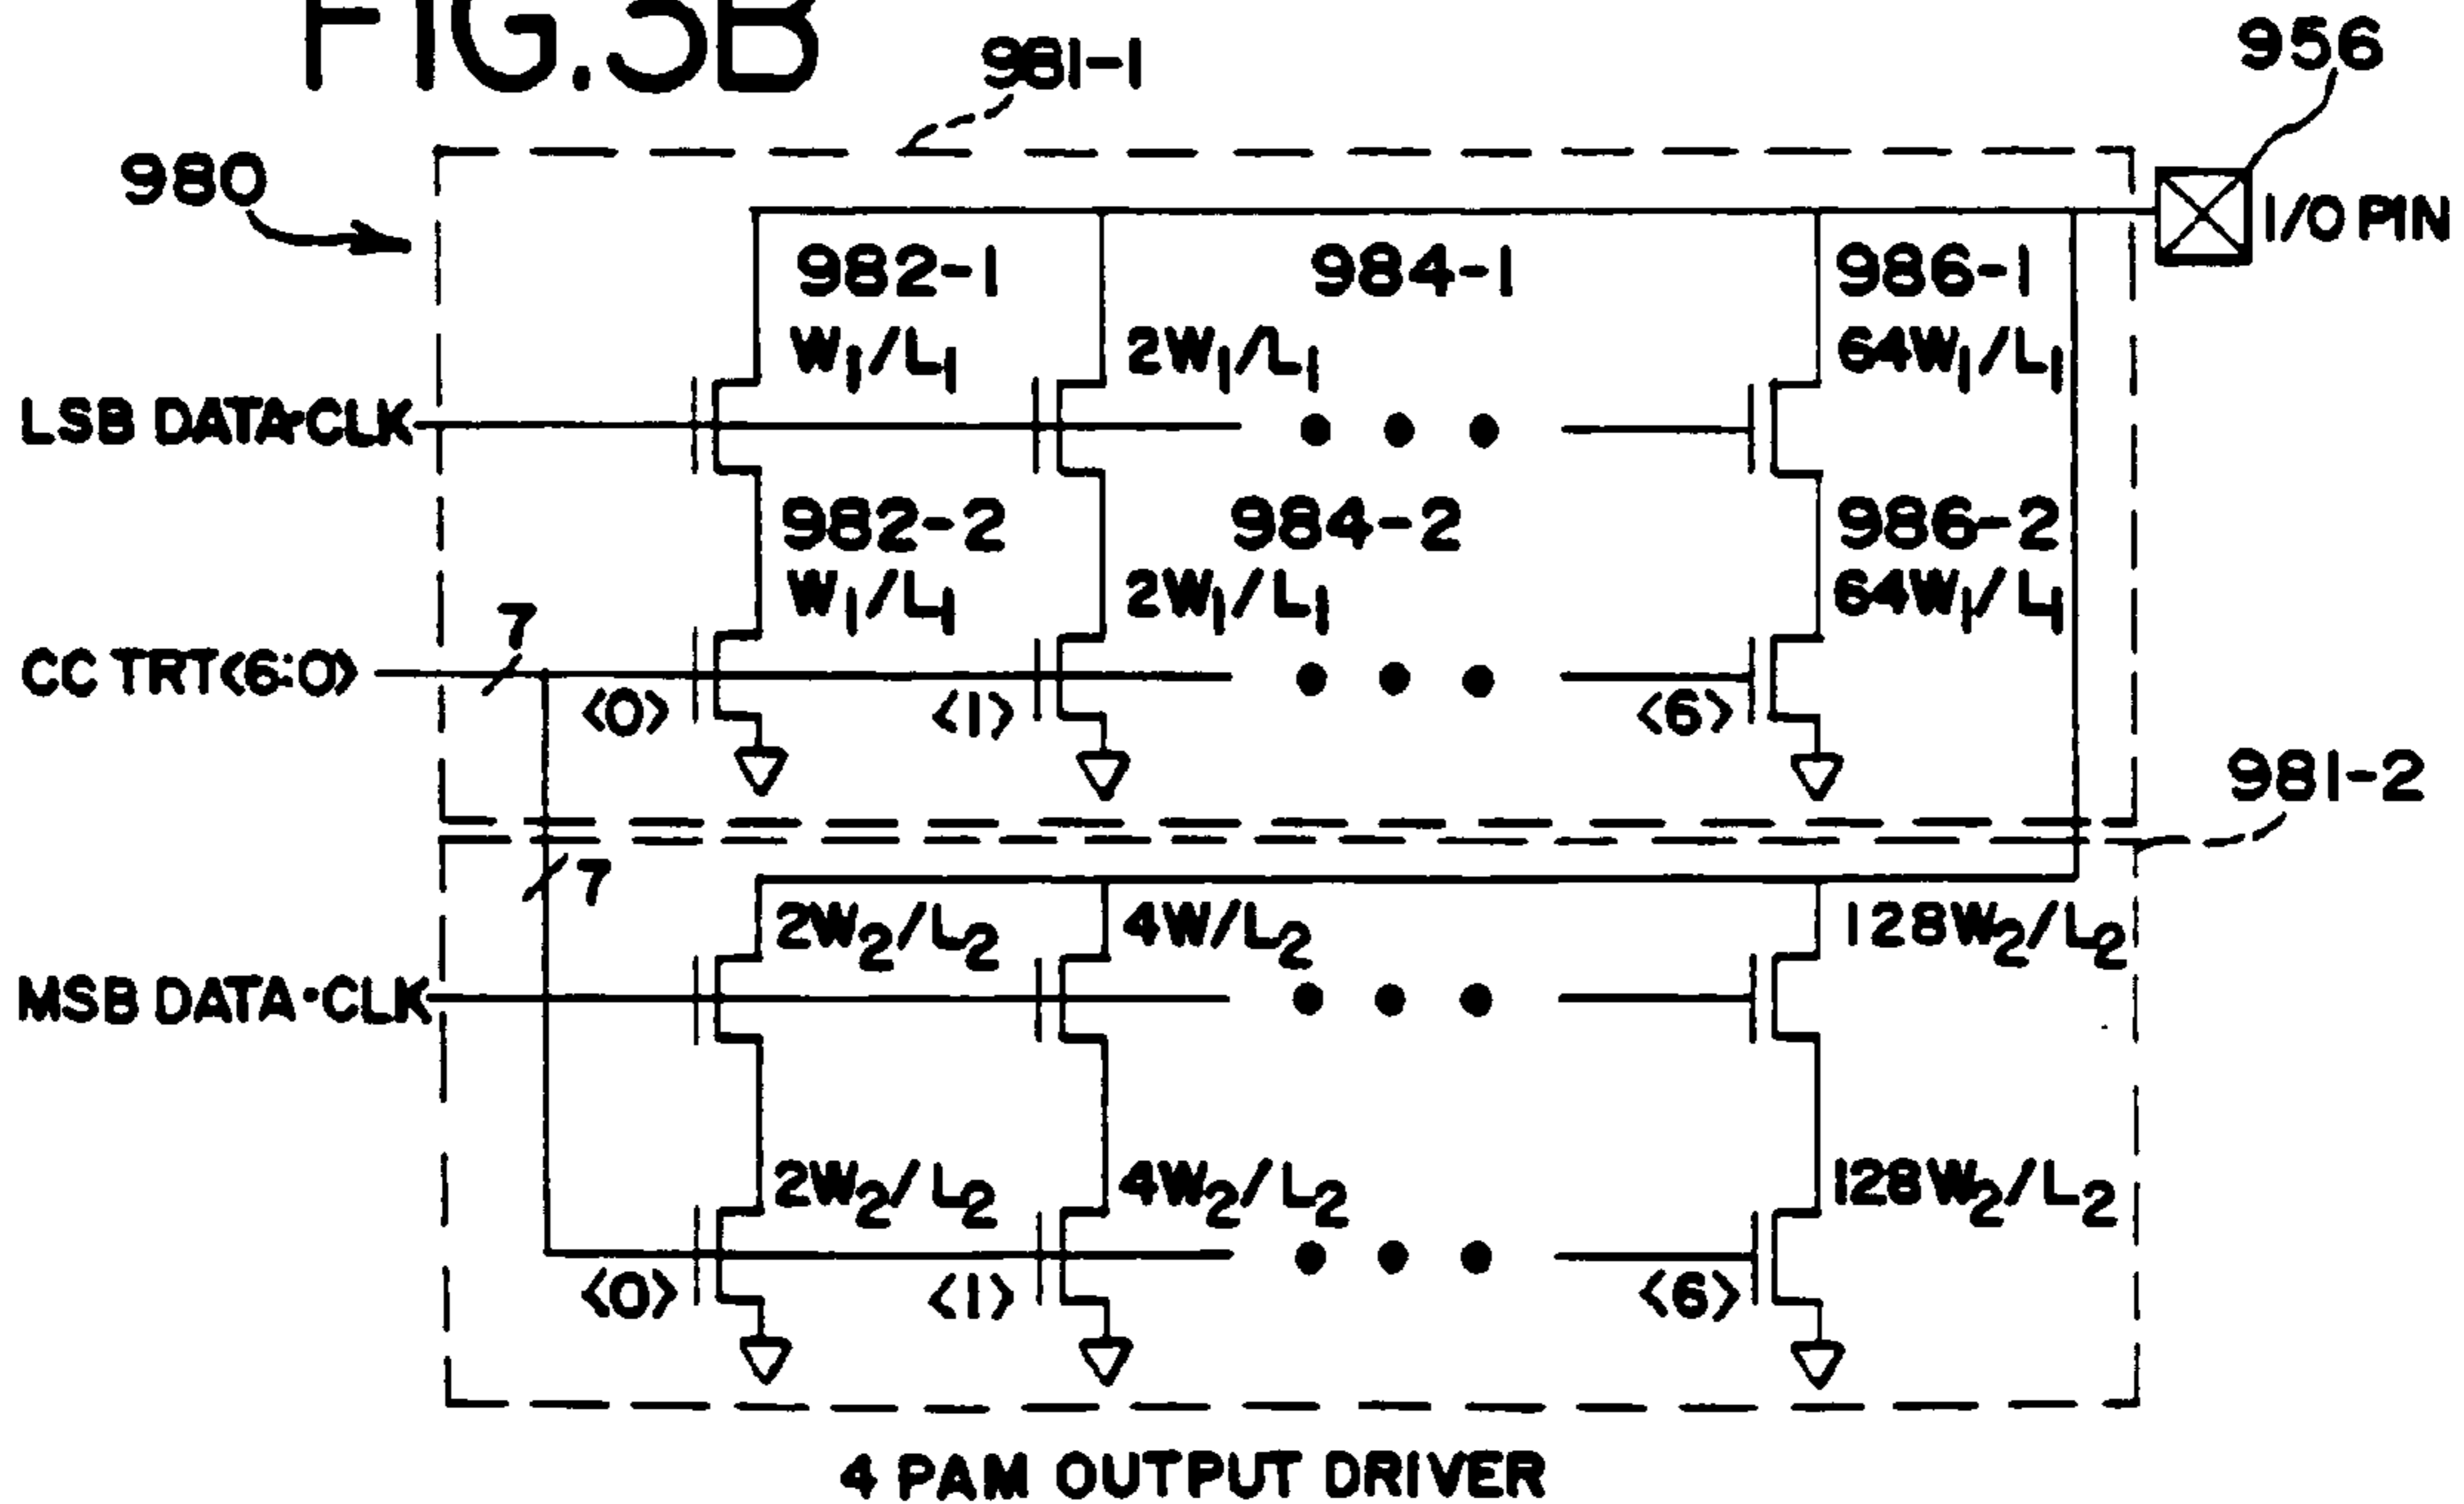 FIG.3B
981-1
956
980
I/O PIN
982-1
984-1
986-1
W1/L1
2W1/L1
64W1/L1
LSB DATA•CLK
982-2
984-2
986-2
W1/L1
2W1/L1
64W1/L1
7
CC TRT<6:0>
<0>
<1>
<6>
981-2
7
2W2/L2
4W/L2
128W2/L2
MSB DATA•CLK
2W2/L2
4W2/L2
128W2/L2
<0>
<1>
<6>
4 PAM OUTPUT DRIVER